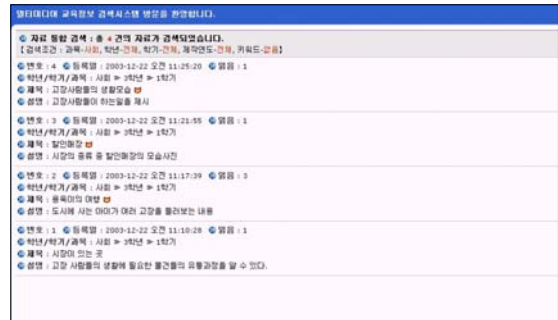 멀티미디어 교육정보 검색시스템 방문을 환영합니다.
자료 통합 검색 : 총 4 건의 자료가 검색되었습니다.
【검색조건 : 과목-사회, 학년-전체, 학기-전체, 제작연도-전체, 키워드-없음】
번호 : 4 등록일 : 2003-12-22 오전 11:25:20 읽음 : 1
학년/학기/과목 : 사회 ▶ 3학년 ▶ 1학기
제목 : 고장사람들의 생활모습
설명 : 고장사람들이 하는일을 제시
번호 : 3 등록일 : 2003-12-22 오전 11:21:55 읽음 : 1
학년/학기/과목 : 사회 ▶ 3학년 ▶ 1학기
제목 : 할인매장
설명 : 시장의 종류 중 할인매장의 모습사진
번호 : 2 등록일 : 2003-12-22 오전 11:17:39 읽음 : 3
학년/학기/과목 : 사회 ▶ 3학년 ▶ 1학기
제목 : 여행
설명 : 도시에 사는 아이가 여러 고장을 둘러보는 내용
번호 : 1 등록일 : 2003-12-22 오전 11:10:28 읽음 : 1
학년/학기/과목 : 사회 ▶ 3학년 ▶ 1학기
제목 : 시장이 있는 곳
설명 : 고장 사람들의 생활에 필요한 물건들의 유통과정을 알 수 있다.